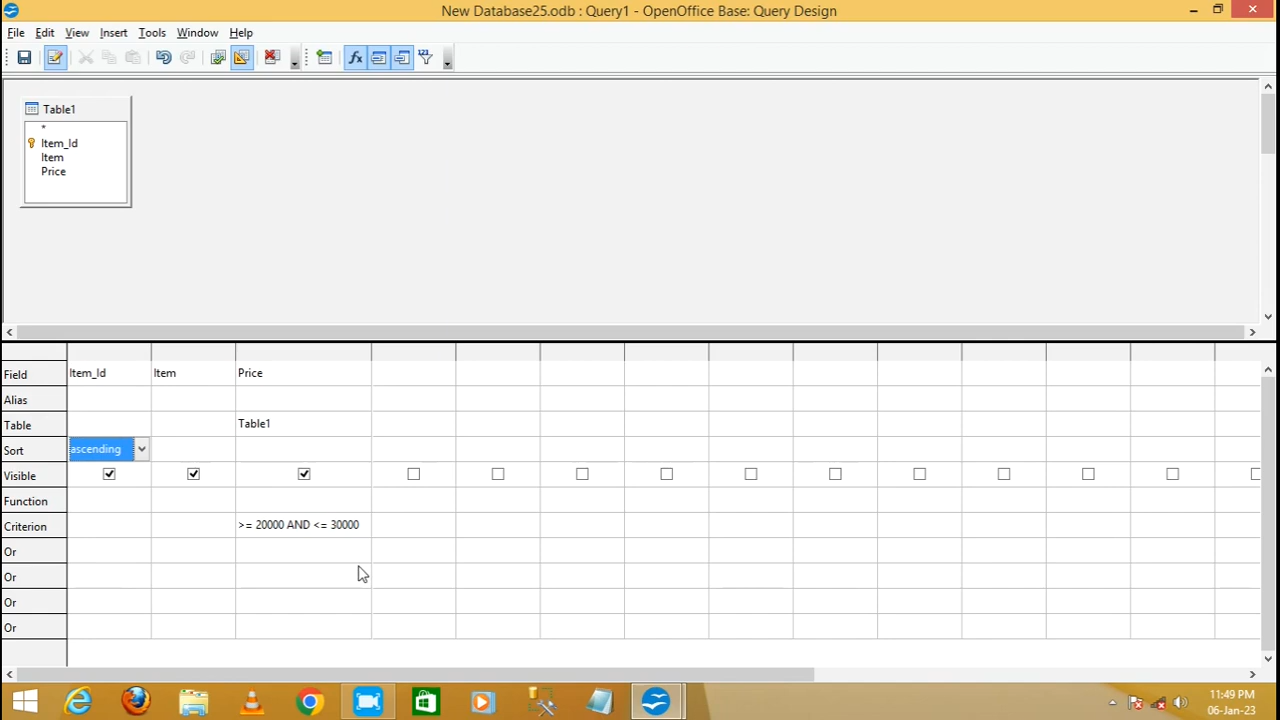 New Database25.odb : Query1 - OpenOffice Base: Query Design
File Edit View Insert Tools Window Help
Table1
*
Item_Id
Item
Price
Field Item_Id Item Price
Alias
Table Table1
Sort ascending
Visible
Function
Criterion >= 20000 AND <= 30000
Or
Or
Or
Or
11:49 PM
06-Jan-23